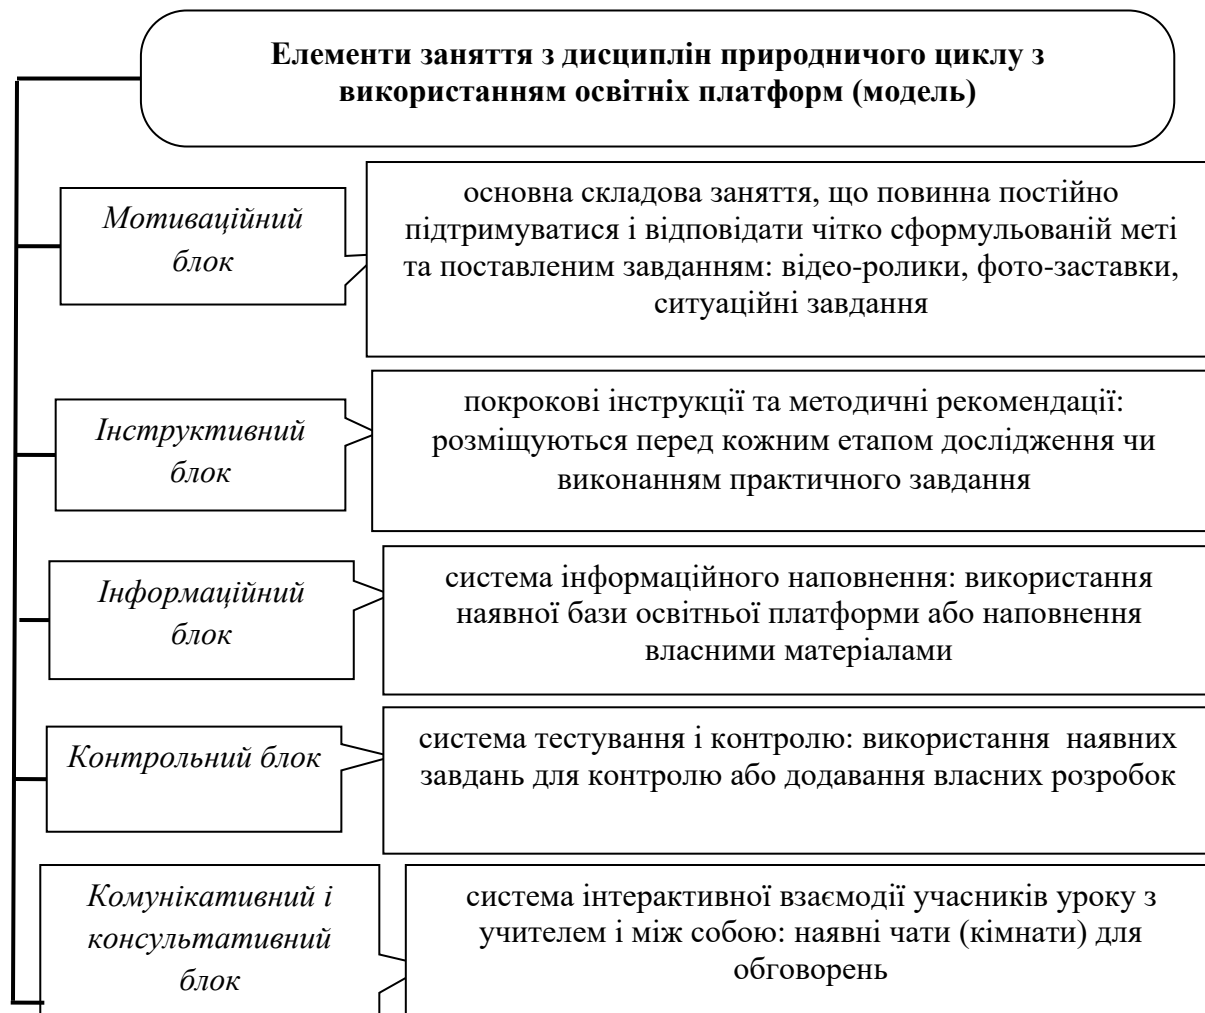 Елементи заняття з дисциплін природничого циклу з
використанням освітніх платформ (модель)
Мотиваційний
блок
основна складова заняття, що повинна постійно
підтримуватися і відповідати чітко сформульованій меті
та поставленим завданням: відео-ролики, фото-заставки,
ситуаційні завдання
Інструктивний
блок
покрокові інструкції та методичні рекомендації:
розміщуються перед кожним етапом дослідження чи
виконанням практичного завдання
Інформаційний
блок
система інформаційного наповнення: використання
наявної бази освітньої платформи або наповнення
власними матеріалами
Контрольний блок
система тестування і контролю: використання  наявних
завдань для контролю або додавання власних розробок
Комунікативний і
консультативний
блок
система інтерактивної взаємодії учасників уроку з
учителем і між собою: наявні чати (кімнати) для
обговорень